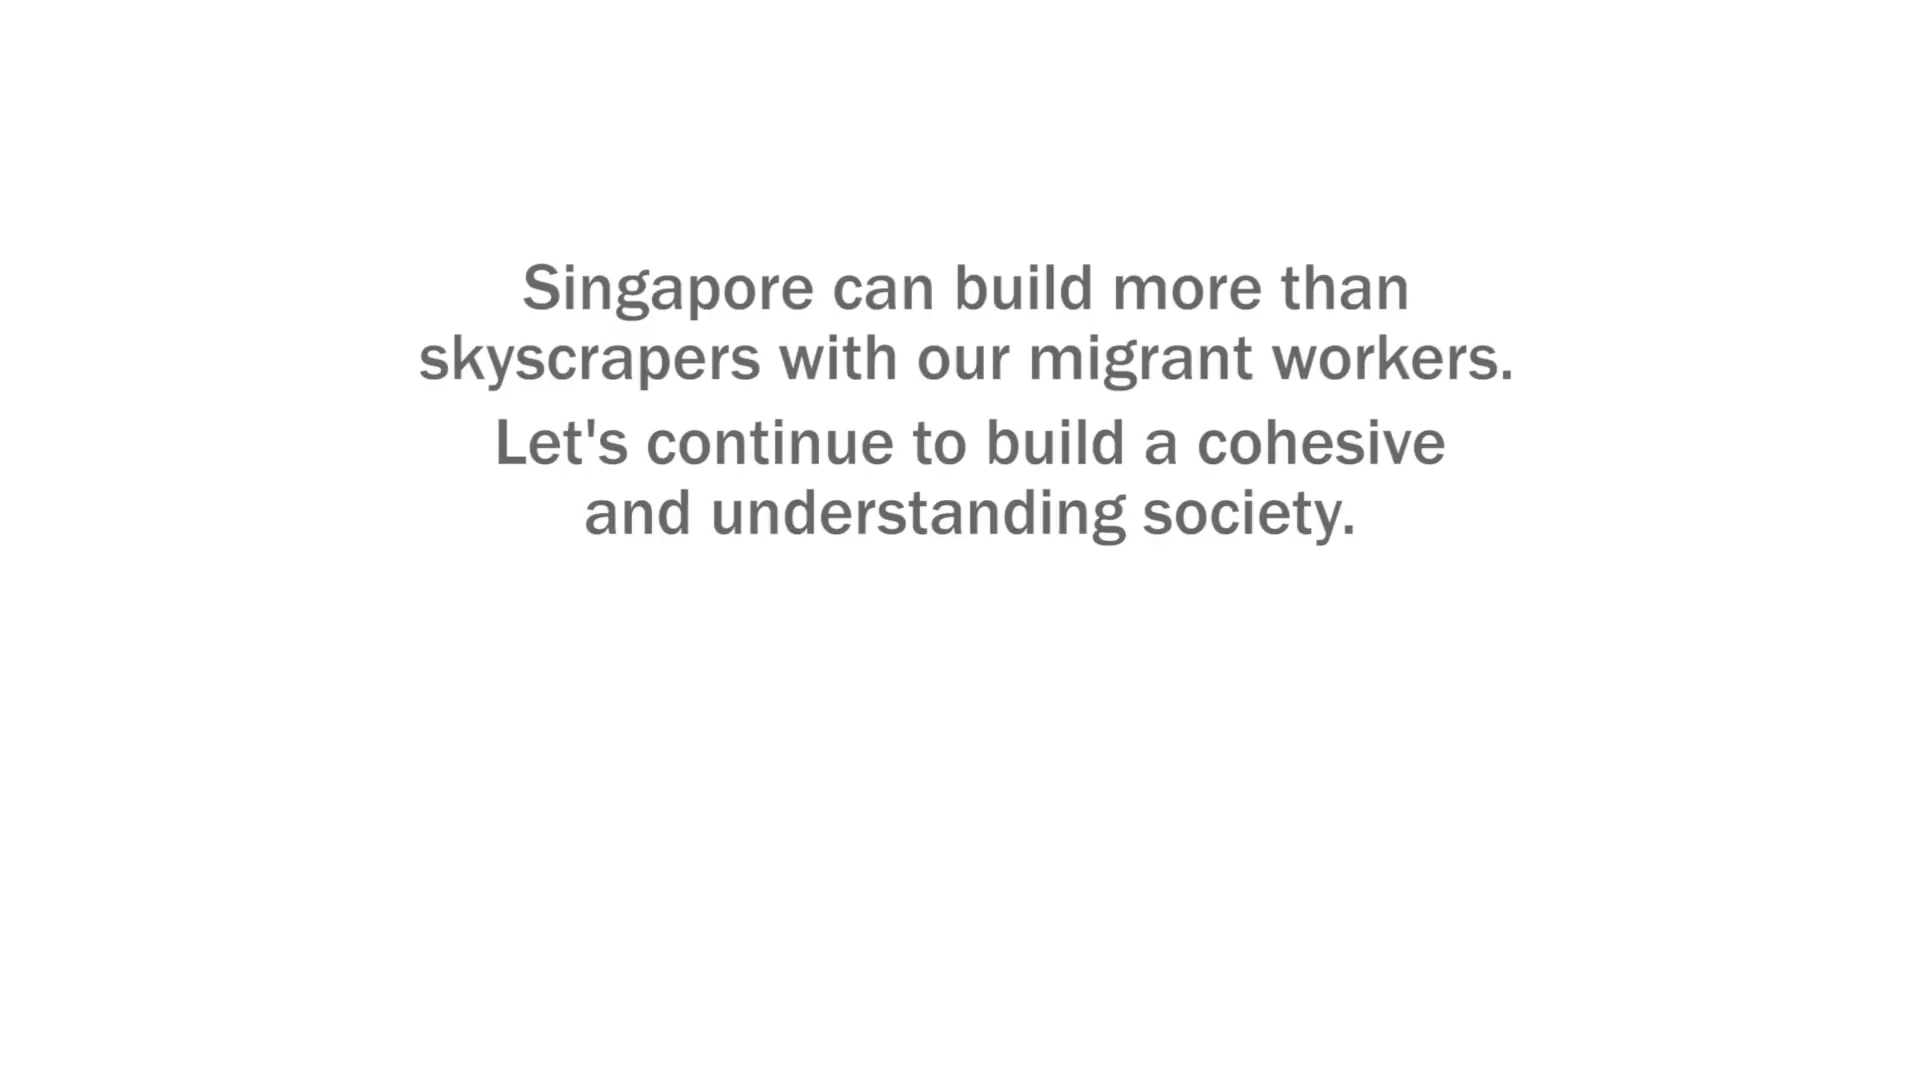 Singapore can build more than
skyscrapers with our migrant workers.
Let's continue to build a cohesive
and understanding society.